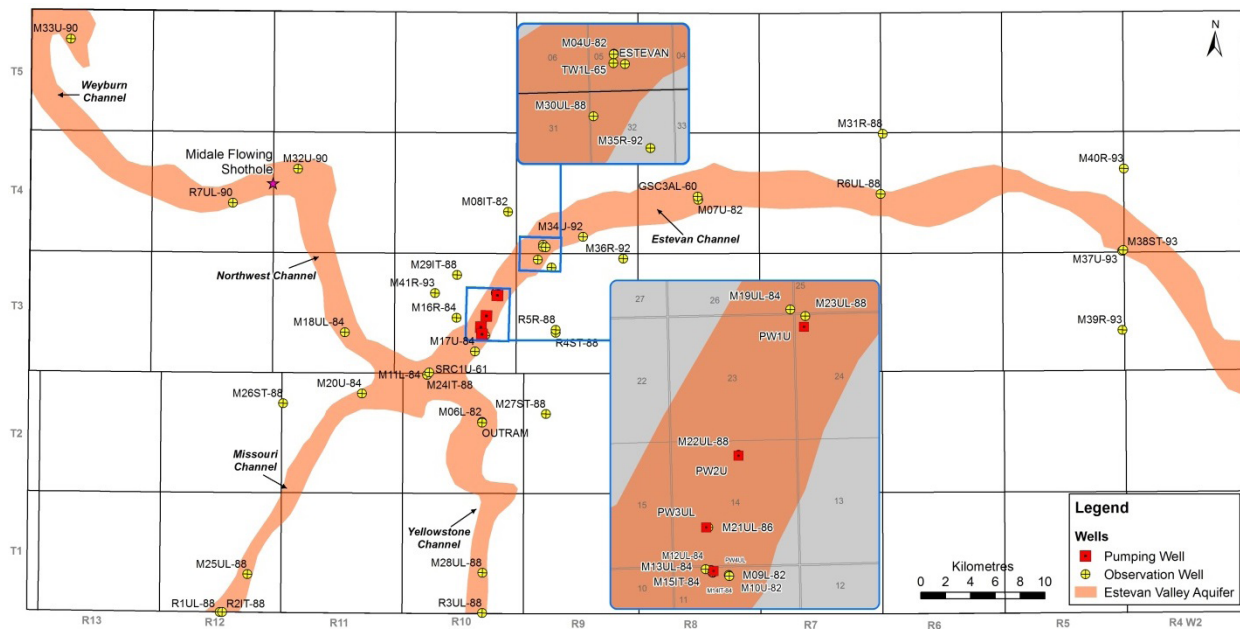 M33U-90
N
T5
Weyburn
Channel
M04U-82
ESTEVAN
06
05
04
TW1L-65
M30UL-88
31
32
33
M35R-92
M31R-88
Midale Flowing
Shothole
M32U-90
M40R-93
T4
R7UL-90
M08IT-82
GSC3AL-60
M07U-82
R6UL-88
M34U-92
Estevan Channel
M36R-92
M38ST-93
M37U-93
Northwest Channel
M29IT-88
M41R-93
T3
M16R-84
R5R-88
R4ST-88
M18UL-84
M17U-84
M39R-93
27
26
25
M19UL-84
M23UL-88
PW1U
22
23
24
M22UL-88
PW2U
15
14
13
PW3UL
M21UL-86
M12UL-84
PW4UL
M13UL-84
M09L-82
M15IT-84
M10U-82
M14IT-84
10
11
12
SRC1U-61
M11L-84
M24IT-88
M20U-84
M26ST-88
M27ST-88
M06L-82
OUTRAM
T2
Missouri
Channel
Yellowstone
Channel
T1
M25UL-88
M28UL-88
R1UL-88
R2IT-88
R3UL-88
Kilometres
0 2 4 6 8 10
Legend
Wells
Pumping Well
Observation Well
Estevan Valley Aquifer
R13
R12
R11
R10
R9
R8
R7
R6
R5
R4 W2